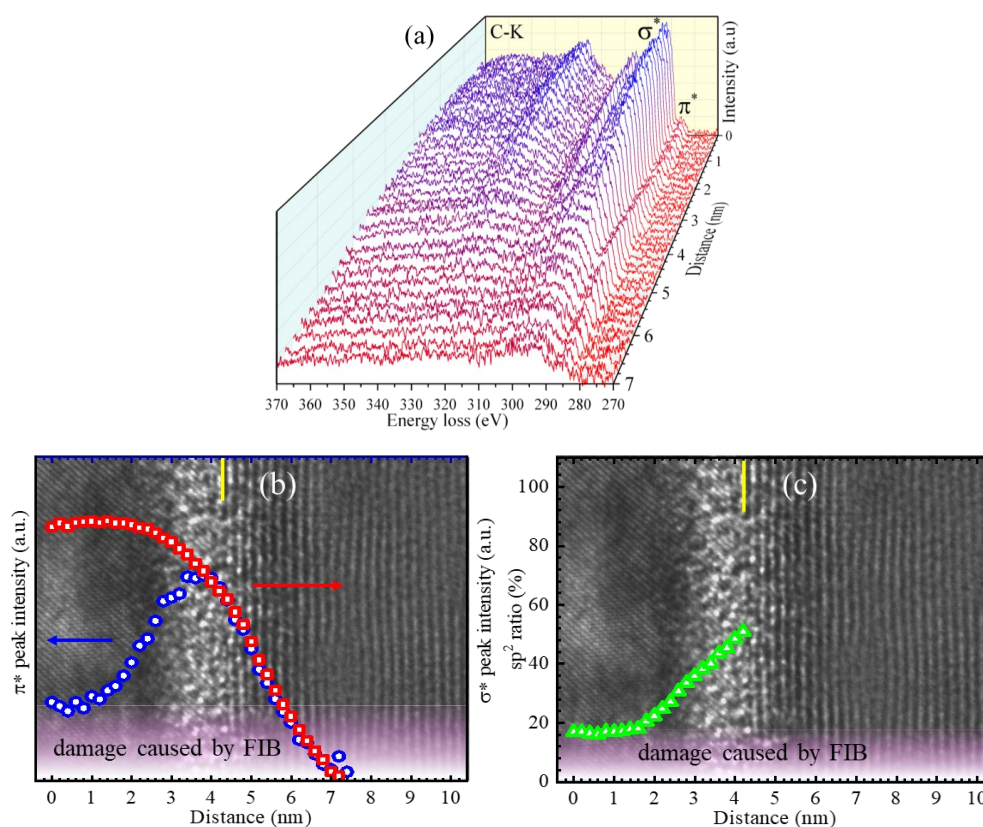 (a)
C-K
σ*
π*
Intensity (a.u)
0
1
2
3
4
5
6
7
Distance (nm)
370 360 350 340 330 320 310 300 290 280 270
Energy loss (eV)
(b)
π* peak intensity (a.u.)
σ* peak intensity (a.u.)
damage caused by FIB
0 1 2 3 4 5 6 7 8 9 10
Distance (nm)
(c)
sp² ratio (%)
100
80
60
40
20
0
damage caused by FIB
0 1 2 3 4 5 6 7 8 9 10
Distance (nm)